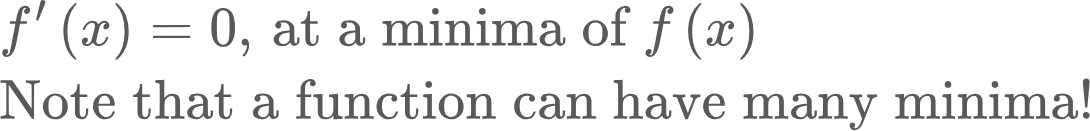 f′(x) = 0, at a minima of f(x)
Note that a function can have many minima!